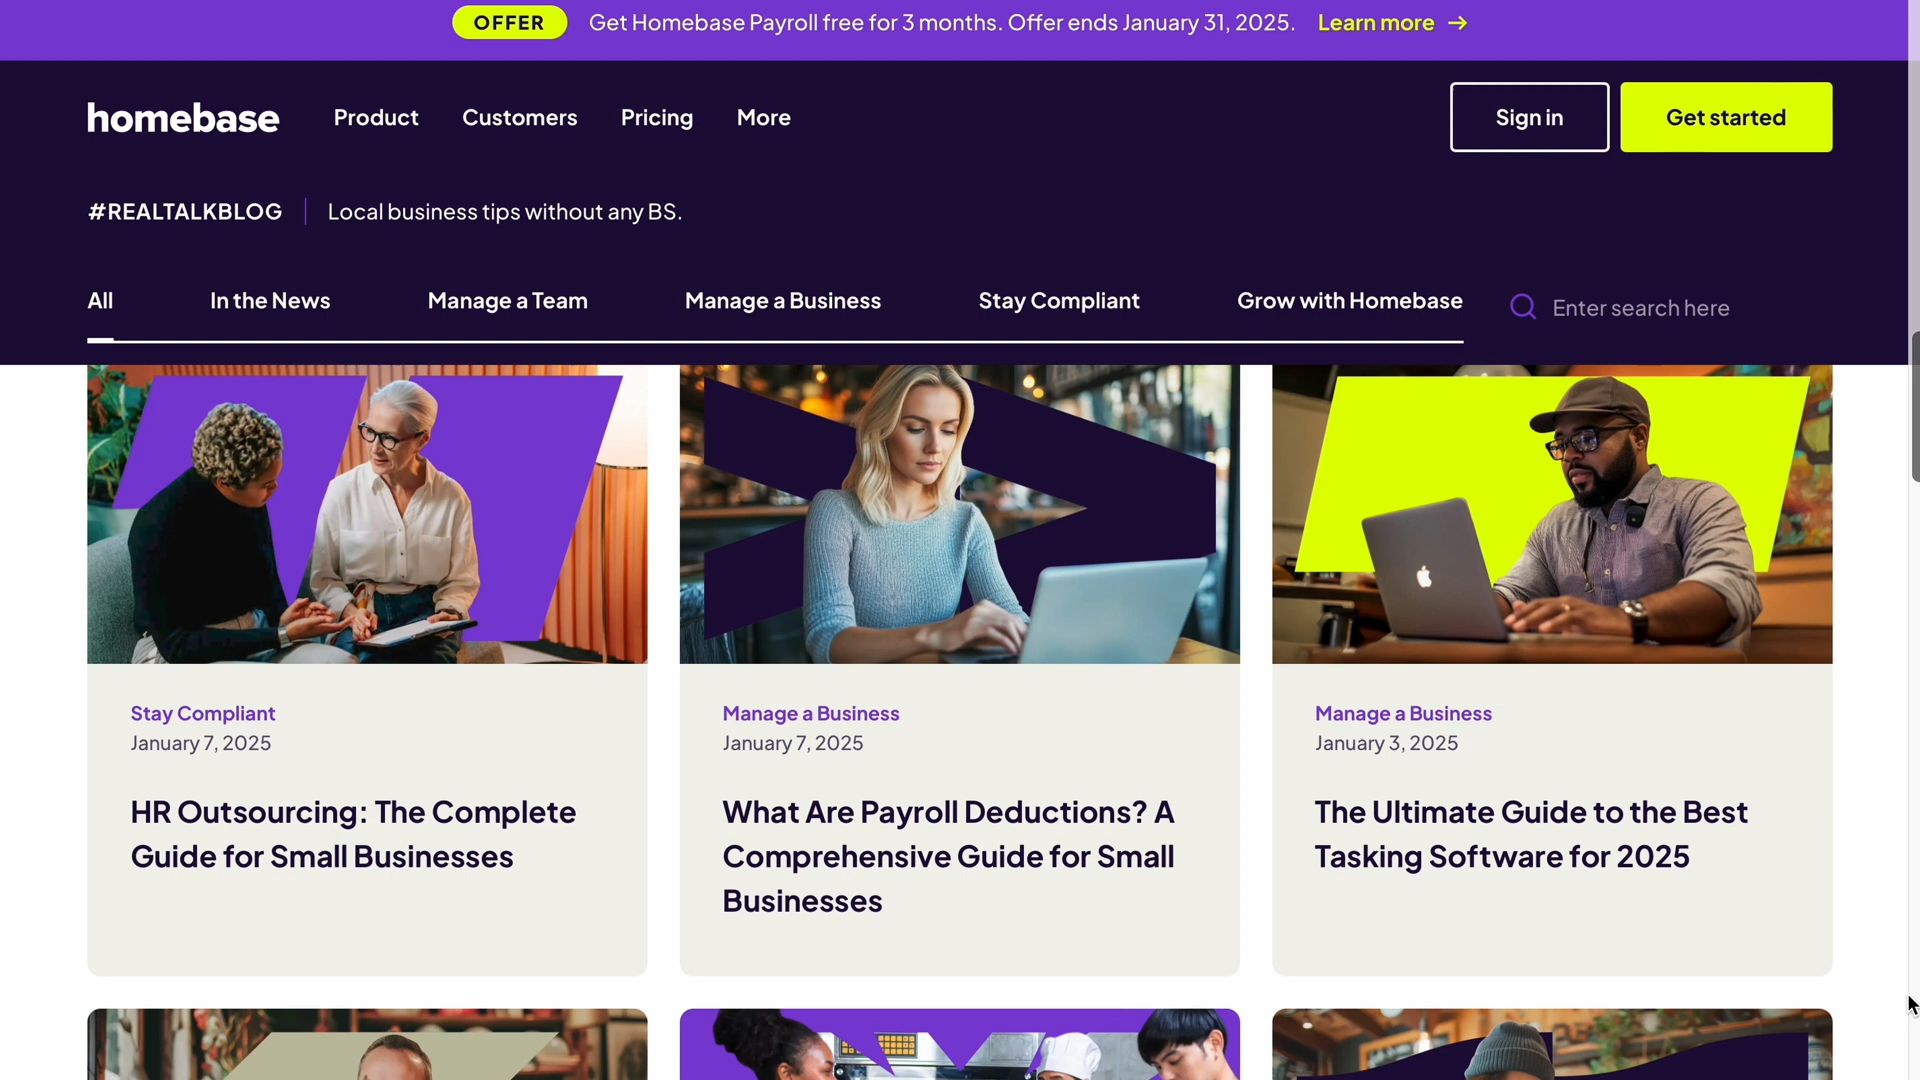 OFFER Get Homebase Payroll free for 3 months. Offer ends January 31, 2025. Learn more →
homebase Product Customers Pricing More Sign in Get started
#REALTALKBLOG Local business tips without any BS.
All In the News Manage a Team Manage a Business Stay Compliant Grow with Homebase Enter search here
Stay Compliant
January 7, 2025
HR Outsourcing: The Complete
Guide for Small Businesses
Manage a Business
January 7, 2025
What Are Payroll Deductions? A
Comprehensive Guide for Small
Businesses
Manage a Business
January 3, 2025
The Ultimate Guide to the Best
Tasking Software for 2025